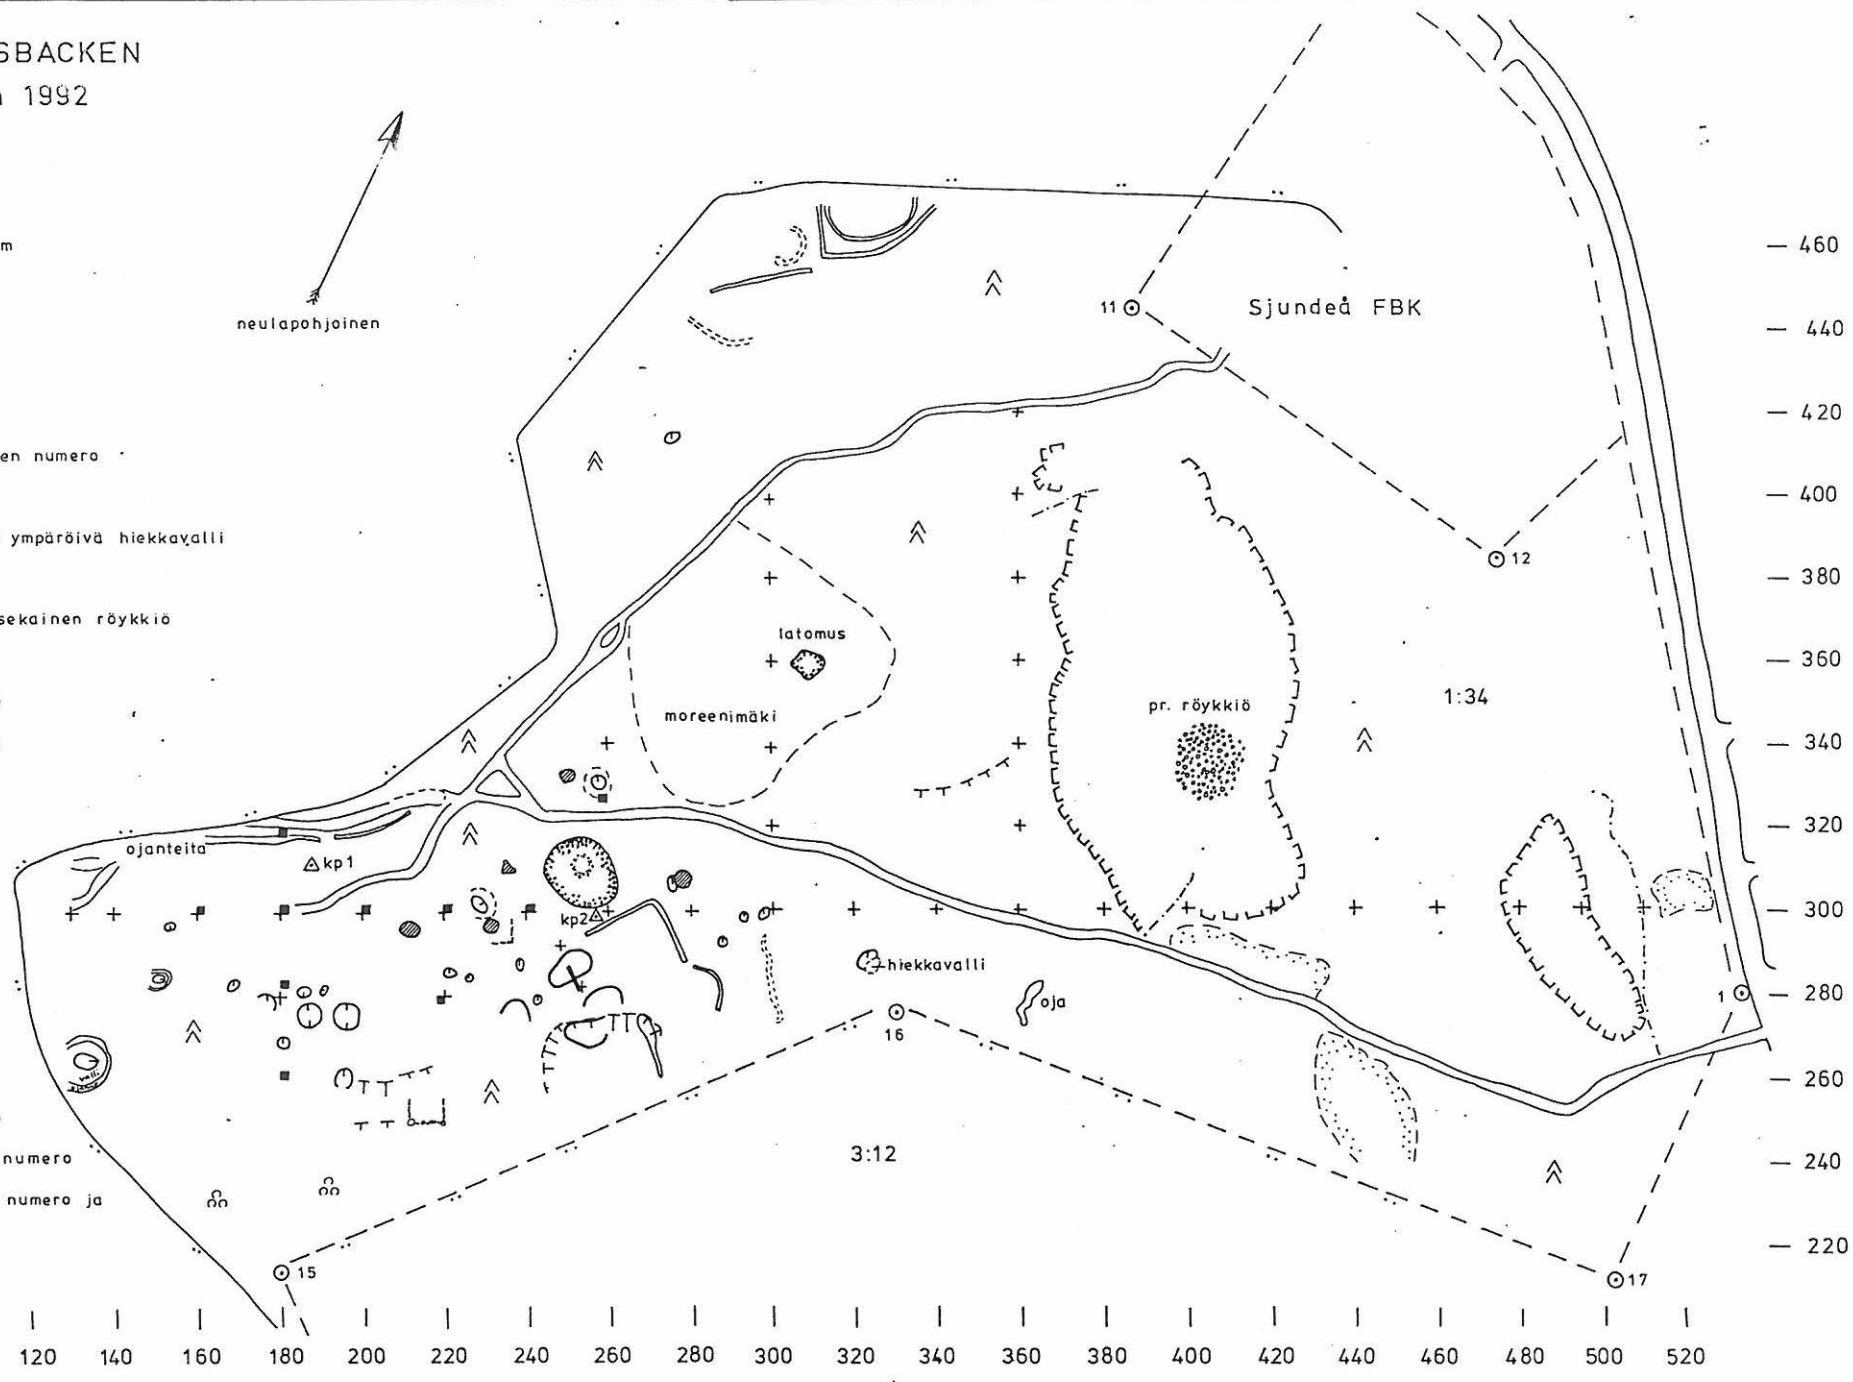 SBACKEN
1992
m
neulapohjoinen
en numero
ympäröivä hiekkavalli
sekainen röykkiö
numero
numero ja
Sjundeå FBK
11
12
latomus
moreenimäki
pr. röykkiö
1:34
ojanteita
kp1
kp2
hiekkavalli
oja
16
1
3:12
15
17
460
440
420
400
380
360
340
320
300
280
260
240
220
120 140 160 180 200 220 240 260 280 300 320 340 360 380 400 420 440 460 480 500 520